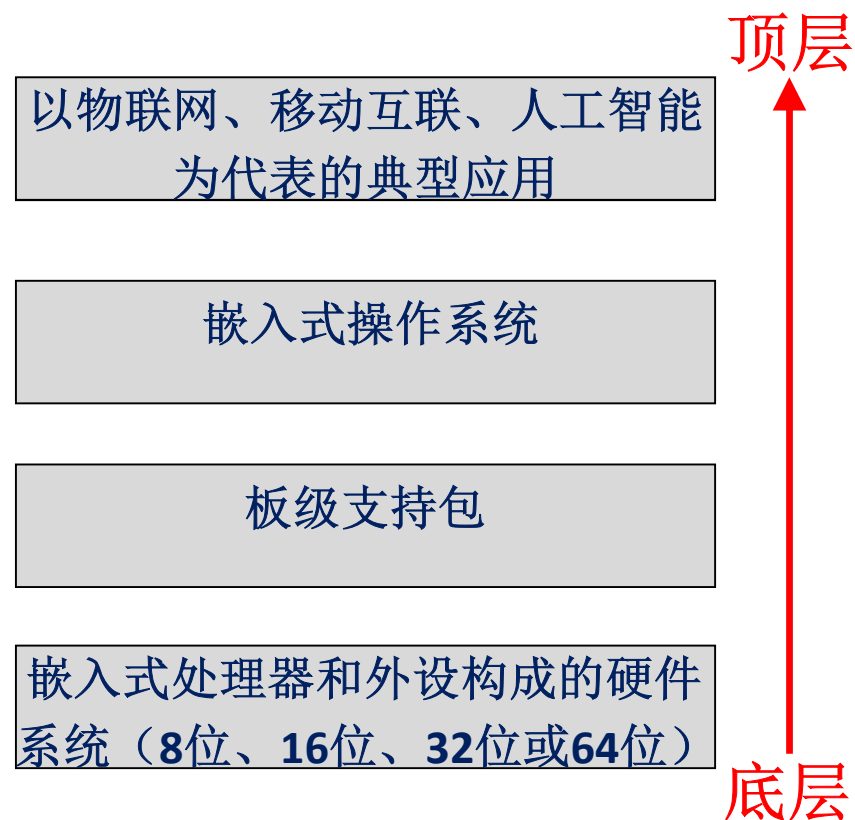 顶层
以物联网、移动互联、人工智能
为代表的典型应用
嵌入式操作系统
板级支持包
嵌入式处理器和外设构成的硬件
系统（8位、16位、32位或64位）
底层